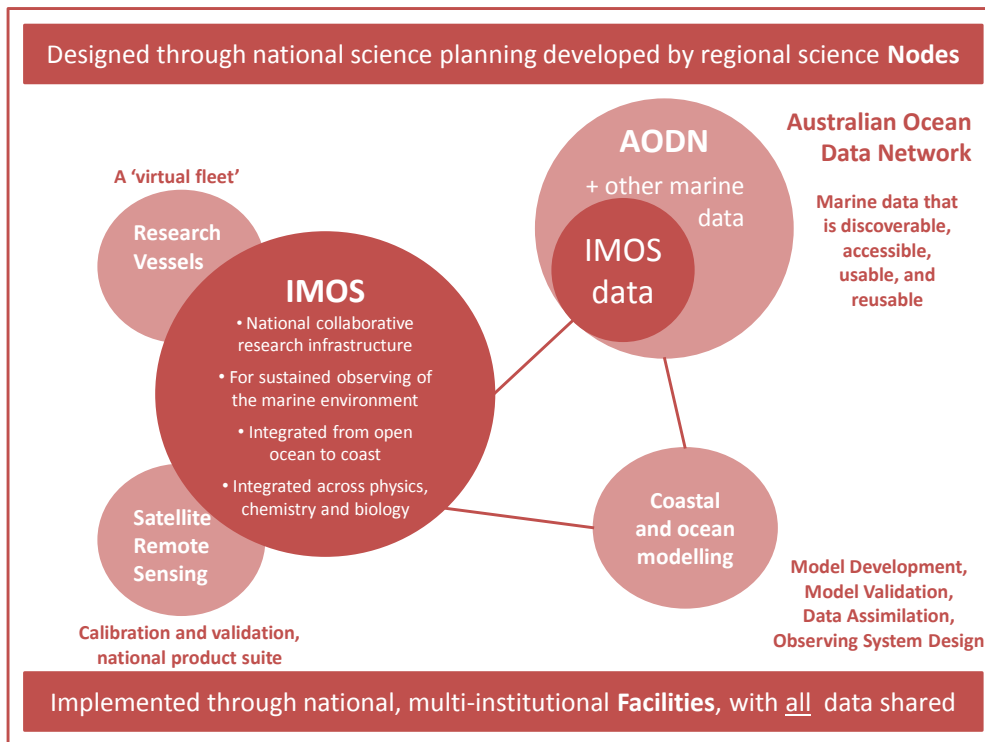 Designed through national science planning developed by regional science Nodes
A 'virtual fleet'
Research
Vessels
IMOS
• National collaborative
research infrastructure
• For sustained observing of
the marine environment
• Integrated from open
ocean to coast
• Integrated across physics,
chemistry and biology
Satellite
Remote
Sensing
Calibration and validation,
national product suite
AODN
+ other marine
data
IMOS
data
Australian Ocean
Data Network
Marine data that
is discoverable,
accessible,
usable, and
reusable
Coastal
and ocean
modelling
Model Development,
Model Validation,
Data Assimilation,
Observing System Design
Implemented through national, multi-institutional Facilities, with all data shared